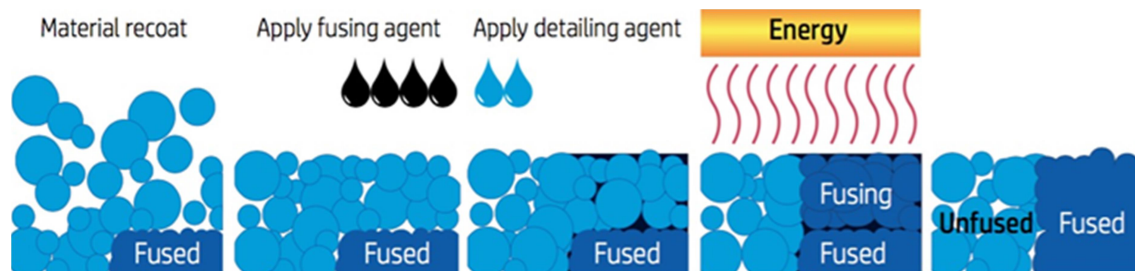 Material recoat
Apply fusing agent
Apply detailing agent
Energy
Fused
Fused
Fused
Fusing
Fused
Unfused
Fused